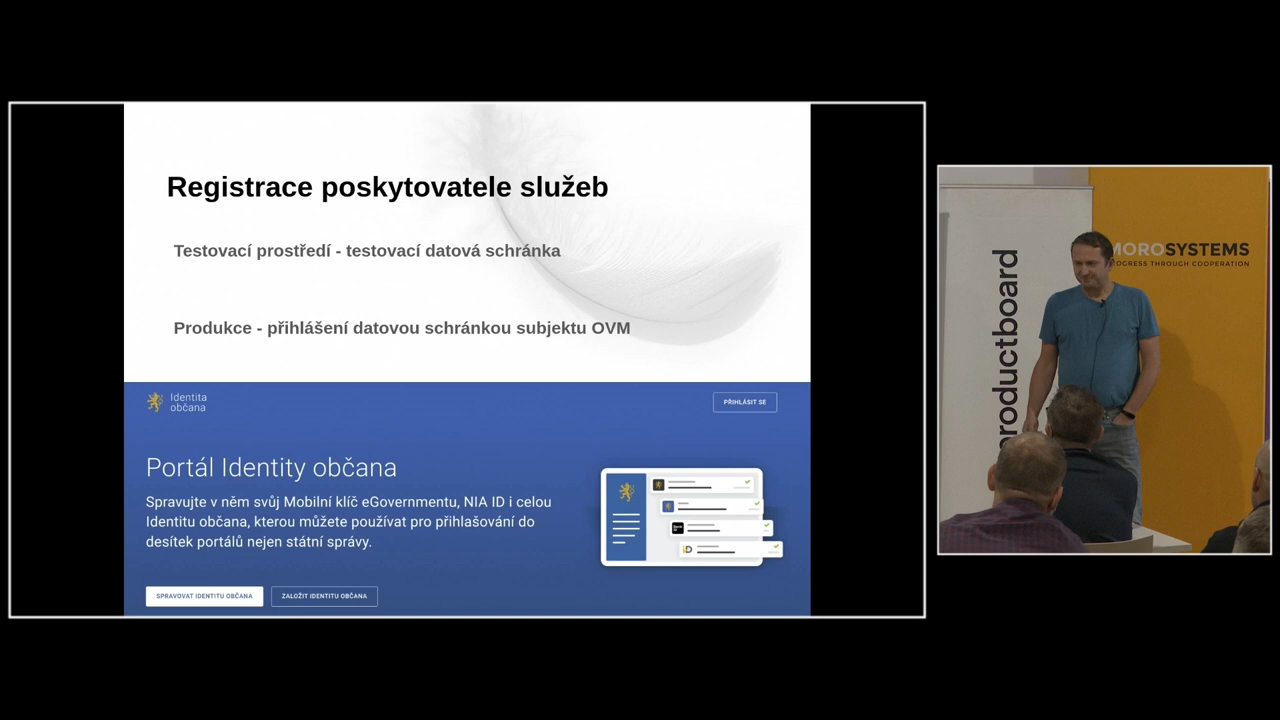 Registrace poskytovatele služeb
Testovací prostředí - testovací datová schránka
Produkce - přihlášení datovou schránkou subjektu OVM
Identita
občana
PŘIHLÁSIT SE
Portál Identity občana
Spravujte v něm svůj Mobilní klíč eGovernmentu, NIA ID i celou
Identitu občana, kterou můžete používat pro přihlašování do
desítek portálů nejen státní správy.
SPRAVOVAT IDENTITU OBČANA
ZALOŽIT IDENTITU OBČANA
productboard
MOROSYSTEMS
PROGRESS THROUGH COOPERATION